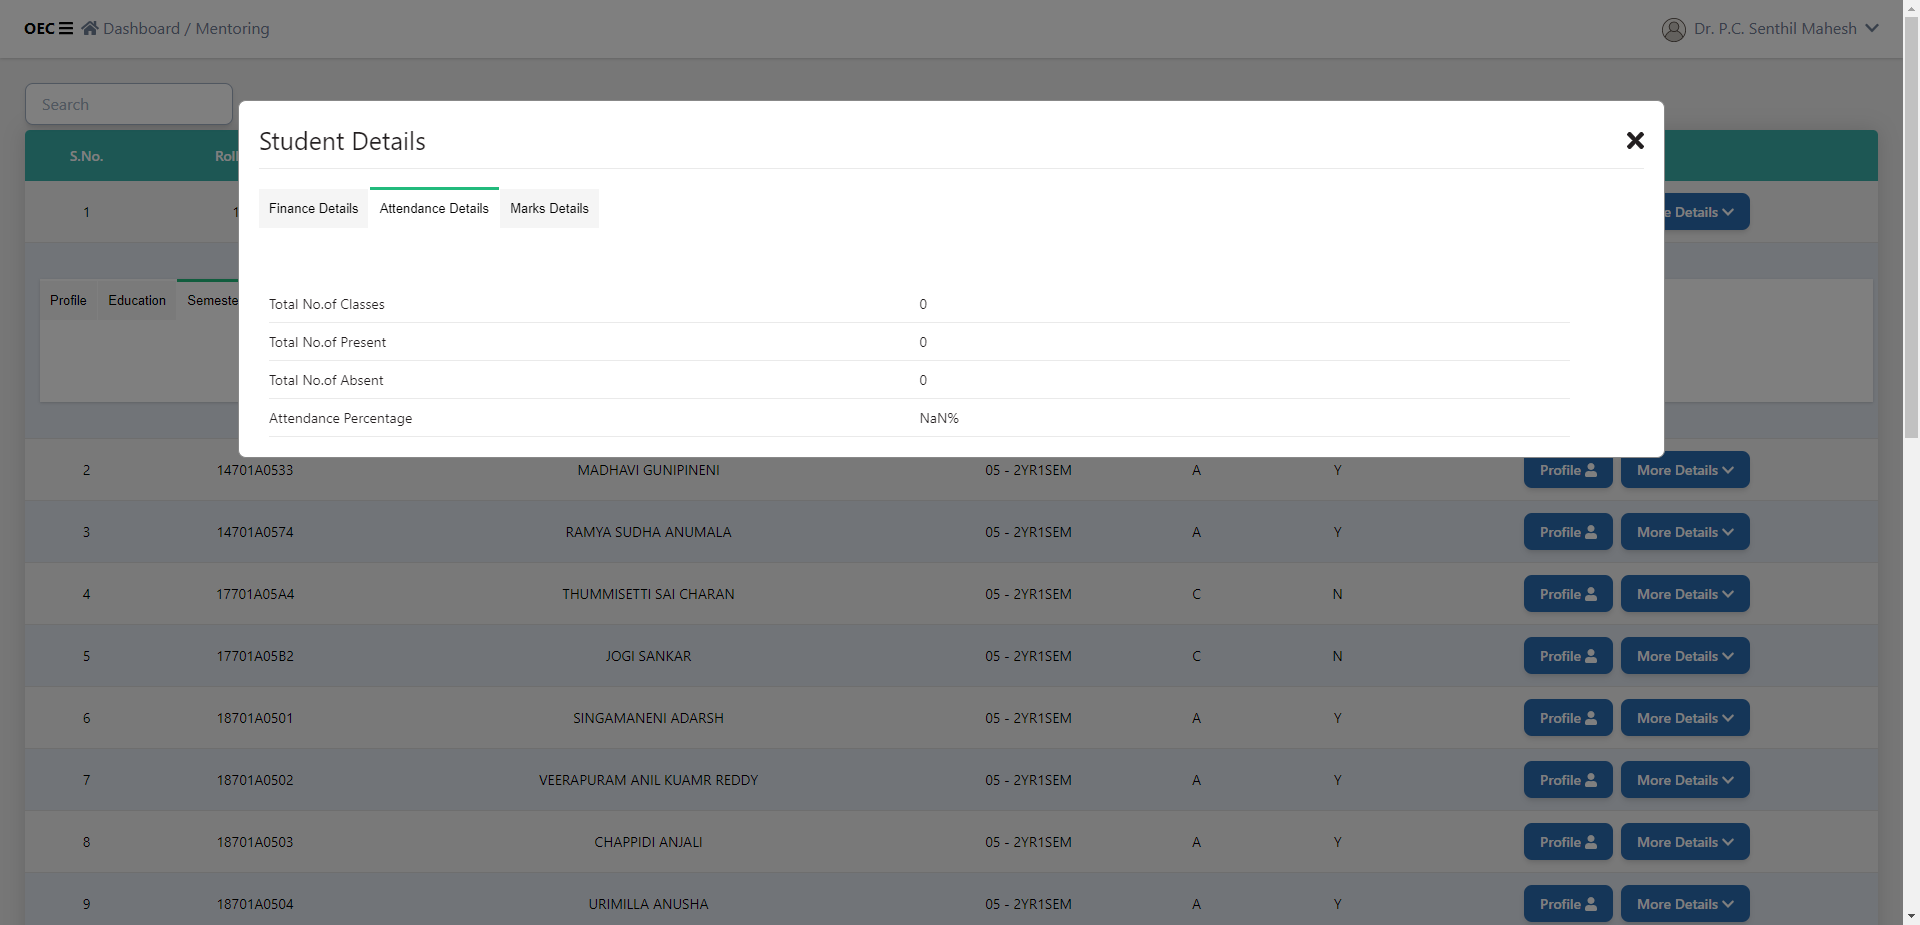 OEC Dashboard / Mentoring
Dr. P.C. Senthil Mahesh
Search
Student Details
S.No. Roll
Finance Details Attendance Details Marks Details
1 1 e Details
Profile Education Semeste
Total No.of Classes 0
Total No.of Present 0
Total No.of Absent 0
Attendance Percentage NaN%
2 14701A0533 MADHAVI GUNIPINENI 05 - 2YR1SEM A Y Profile More Details
3 14701A0574 RAMYA SUDHA ANUMALA 05 - 2YR1SEM A Y Profile More Details
4 17701A05A4 THUMMISETTI SAI CHARAN 05 - 2YR1SEM C N Profile More Details
5 17701A05B2 JOGI SANKAR 05 - 2YR1SEM C N Profile More Details
6 18701A0501 SINGAMANENI ADARSH 05 - 2YR1SEM A Y Profile More Details
7 18701A0502 VEERAPURAM ANIL KUAMR REDDY 05 - 2YR1SEM A Y Profile More Details
8 18701A0503 CHAPPIDI ANJALI 05 - 2YR1SEM A Y Profile More Details
9 18701A0504 URIMILLA ANUSHA 05 - 2YR1SEM A Y Profile More Details